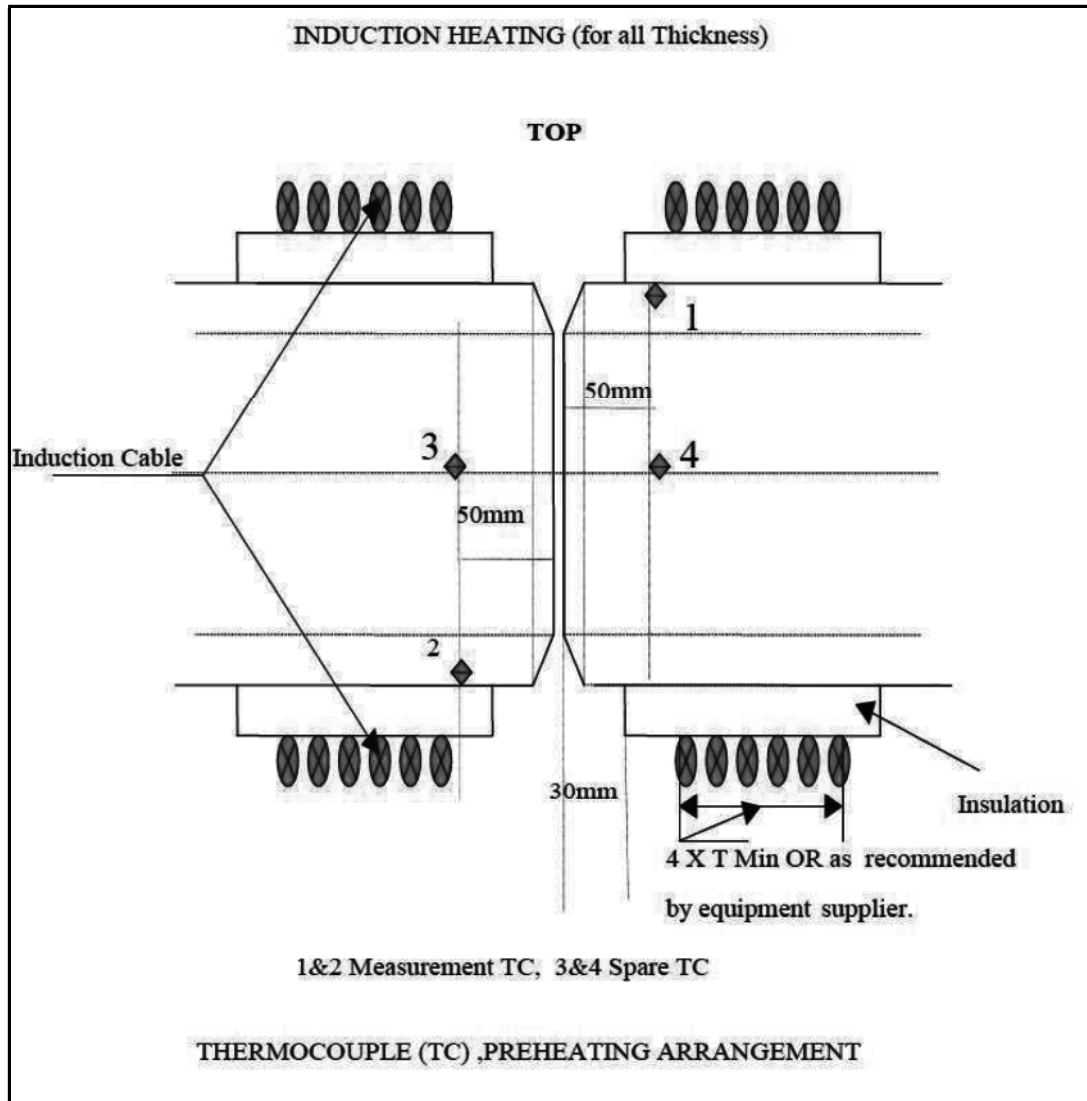 INDUCTION HEATING (for all Thickness)
TOP
1
50mm
3
4
Induction Cable
50mm
2
30mm
Insulation
4 X T Min OR as recommended
by equipment supplier.
1&2 Measurement TC, 3&4 Spare TC
THERMOCOUPLE (TC) ,PREHEATING ARRANGEMENT